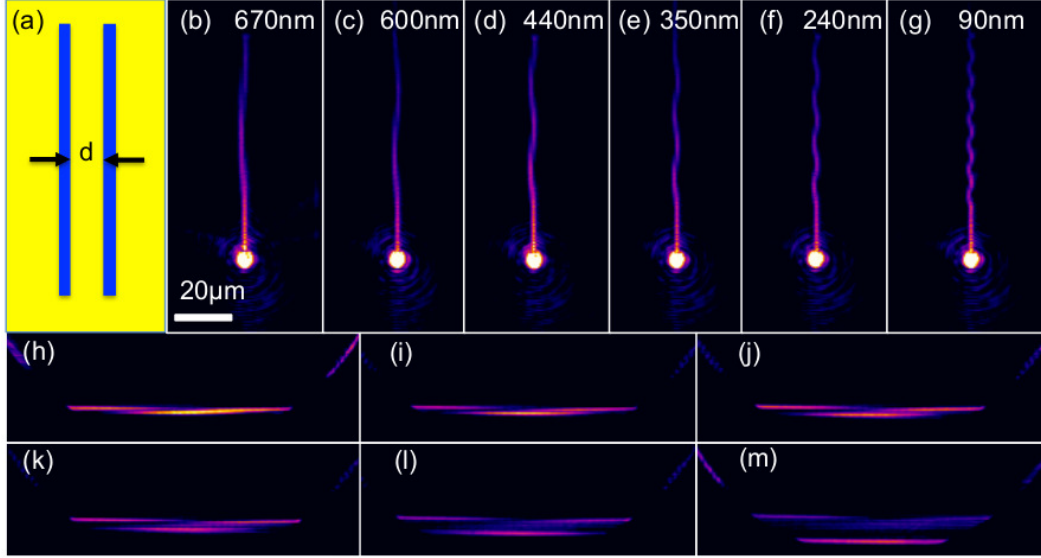 (a)
d
(b) 670nm
(c) 600nm
(d) 440nm
(e) 350nm
(f) 240nm
(g) 90nm
20μm
(h)
(i)
(j)
(k)
(l)
(m)